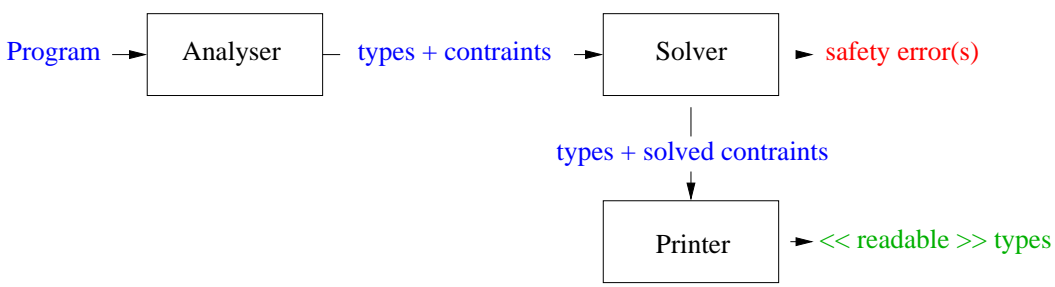 Program Analyser types + contraints Solver safety error(s)
types + solved contraints
Printer << readable >> types